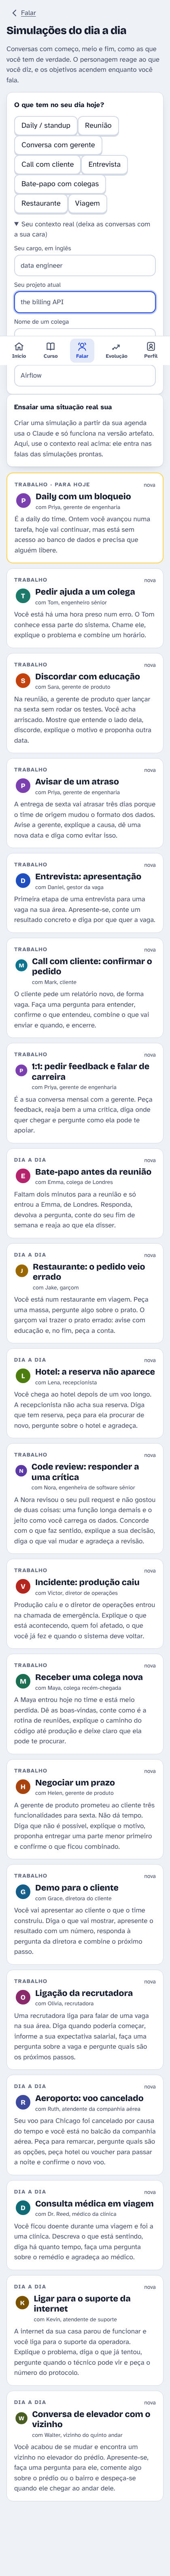 Falar
Simulações do dia a dia
Conversas com começo, meio e fim, como as que
você tem de verdade. O personagem reage ao que
você diz, e os objetivos acendem enquanto você
fala.
O que tem no seu dia hoje?
Daily / standup
Reunião
Conversa com gerente
Call com cliente
Entrevista
Bate-papo com colegas
Restaurante
Viagem
▼ Seu contexto real (deixa as conversas com
a sua cara)
Seu cargo, em inglês
data engineer
Seu projeto atual
the billing API
Nome de um colega
Início
Curso
Falar
Evolução
Perfil
Airflow
Ensaiar uma situação real sua
Criar uma simulação a partir da sua agenda
usa o Claude e só funciona na versão artefato.
Aqui, use o contexto real acima: ele entra nas
falas das simulações prontas.
TRABALHO · PARA HOJE
nova
P
Daily com um bloqueio
com Priya, gerente de engenharia
É a daily do time. Ontem você avançou numa
tarefa, hoje vai continuar, mas está sem
acesso ao banco de dados e precisa que
alguém libere.
TRABALHO
nova
T
Pedir ajuda a um colega
com Tom, engenheiro sênior
Você está há uma hora preso num erro. O Tom
conhece essa parte do sistema. Chame ele,
explique o problema e combine um horário.
TRABALHO
nova
S
Discordar com educação
com Sara, gerente de produto
Na reunião, a gerente de produto quer lançar
na sexta sem rodar os testes. Você acha
arriscado. Mostre que entende o lado dela,
discorde, explique o motivo e proponha outra
data.
TRABALHO
nova
P
Avisar de um atraso
com Priya, gerente de engenharia
A entrega de sexta vai atrasar três dias porque
o time de origem mudou o formato dos dados.
Avise a gerente, explique a causa, dê uma
nova data e diga como evitar isso.
TRABALHO
nova
D
Entrevista: apresentação
com Daniel, gestor da vaga
Primeira etapa de uma entrevista para uma
vaga na sua área. Apresente-se, conte um
resultado concreto e diga por que quer a vaga.
TRABALHO
nova
M
Call com cliente: confirmar o
pedido
com Mark, cliente
O cliente pede um relatório novo, de forma
vaga. Faça uma pergunta para entender,
confirme o que entendeu, combine o que vai
enviar e quando, e encerre.
TRABALHO
nova
P
1:1: pedir feedback e falar de
carreira
com Priya, gerente de engenharia
É a sua conversa mensal com a gerente. Peça
feedback, reaja bem a uma crítica, diga onde
quer chegar e pergunte como ela pode te
apoiar.
DIA A DIA
nova
E
Bate-papo antes da reunião
com Emma, colega de Londres
Faltam dois minutos para a reunião e só
entrou a Emma, de Londres. Responda,
devolva a pergunta, conte do seu fim de
semana e reaja ao que ela disser.
DIA A DIA
nova
J
Restaurante: o pedido veio
errado
com Jake, garçom
Você está num restaurante em viagem. Peça
uma massa, pergunte algo sobre o prato. O
garçom vai trazer o prato errado: avise com
educação e, no fim, peça a conta.
DIA A DIA
nova
L
Hotel: a reserva não aparece
com Lena, recepcionista
Você chega ao hotel depois de um voo longo.
A recepcionista não acha sua reserva. Diga
que tem reserva, peça para ela procurar de
novo, pergunte sobre o hotel e agradeça.
TRABALHO
nova
N
Code review: responder a
uma crítica
com Nora, engenheira de software sênior
A Nora revisou o seu pull request e não gostou
de duas coisas: uma função longa demais e o
jeito como você carrega os dados. Concorde
com o que faz sentido, explique a sua decisão,
diga o que vai mudar e agradeça a revisão.
TRABALHO
nova
V
Incidente: produção caiu
com Victor, diretor de operações
Produção caiu e o diretor de operações entrou
na chamada de emergência. Explique o que
está acontecendo, quem foi afetado, o que
você já fez e quando o sistema deve voltar.
TRABALHO
nova
M
Receber uma colega nova
com Maya, colega recém-chegada
A Maya entrou hoje no time e está meio
perdida. Dê as boas-vindas, conte como é a
rotina de reuniões, explique o caminho do
código até produção e deixe claro que ela
pode te procurar.
TRABALHO
nova
H
Negociar um prazo
com Helen, gerente de produto
A gerente de produto prometeu ao cliente três
funcionalidades para sexta. Não dá tempo.
Diga que não é possível, explique o motivo,
proponha entregar uma parte menor primeiro
e confirme o que ficou combinado.
TRABALHO
nova
G
Demo para o cliente
com Grace, diretora do cliente
Você vai apresentar ao cliente o que o time
construiu. Diga o que vai mostrar, apresente o
resultado com um número, responda à
pergunta da diretora e combine o próximo
passo.
TRABALHO
nova
O
Ligação da recrutadora
com Olivia, recrutadora
Uma recrutadora liga para falar de uma vaga
na sua área. Diga quando poderia começar,
informe a sua expectativa salarial, faça uma
pergunta sobre a vaga e pergunte quais são
os próximos passos.
DIA A DIA
nova
R
Aeroporto: voo cancelado
com Ruth, atendente da companhia aérea
Seu voo para Chicago foi cancelado por causa
do tempo e você está no balcão da companhia
aérea. Peça para remarcar, pergunte quais são
as opções, peça hotel ou voucher para passar
a noite e confirme o novo voo.
DIA A DIA
nova
D
Consulta médica em viagem
com Dr. Reed, médico da clínica
Você ficou doente durante uma viagem e foi a
uma clínica. Descreva o que está sentindo,
diga há quanto tempo, faça uma pergunta
sobre o remédio e agradeça ao médico.
DIA A DIA
nova
K
Ligar para o suporte da
internet
com Kevin, atendente de suporte
A internet da sua casa parou de funcionar e
você liga para o suporte da operadora.
Explique o problema, diga o que já tentou,
pergunte quando o técnico pode vir e peça o
número do protocolo.
DIA A DIA
nova
W
Conversa de elevador com o
vizinho
com Walter, vizinho do quinto andar
Você acabou de se mudar e encontra um
vizinho no elevador do prédio. Apresente-se,
faça uma pergunta para ele, comente algo
sobre o prédio ou o bairro e despeça-se
quando ele chegar ao andar dele.